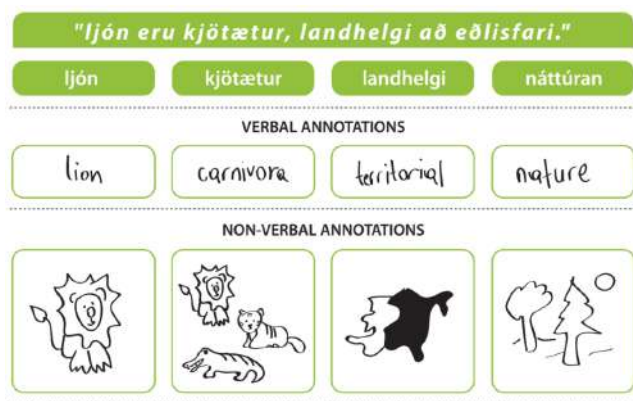 "ljón eru kjötætur, landhelgi að eðlisfari."
ljón kjötætur landhelgi náttúran
VERBAL ANNOTATIONS
lion carnivora territorial nature
NON-VERBAL ANNOTATIONS